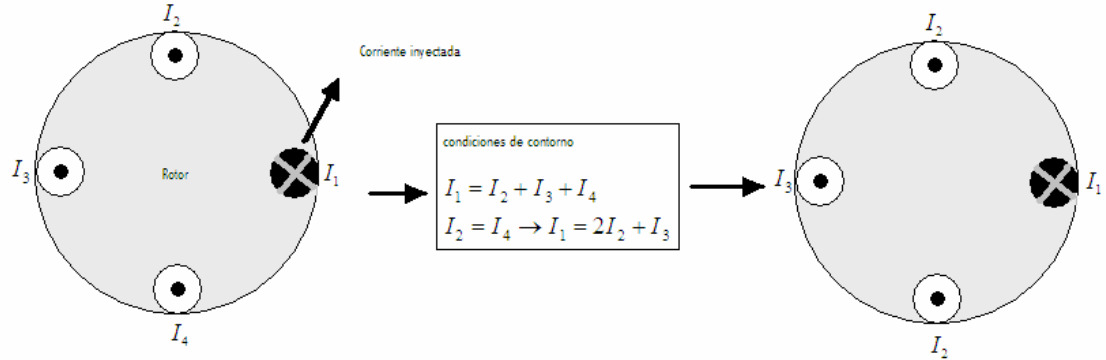 I₂
Corriente inyectada
I₃
Rotor
I₁
I₄
condiciones de contorno
I₁ = I₂ + I₃ + I₄
I₂ = I₄ → I₁ = 2I₂ + I₃
I₂
I₃
I₁
I₂